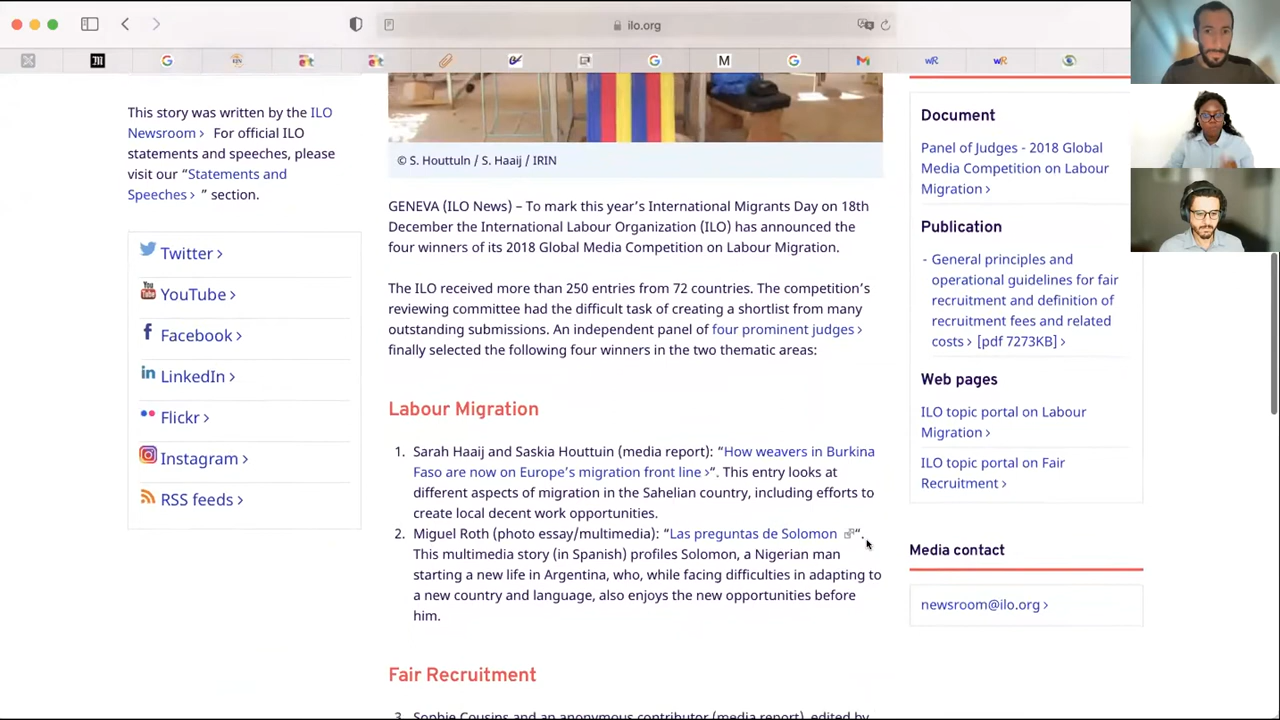 ilo.org
This story was written by the ILO
Newsroom › For official ILO
statements and speeches, please
visit our “Statements and
Speeches › ” section.
Twitter ›
YouTube ›
Facebook ›
LinkedIn ›
Flickr ›
Instagram ›
RSS feeds ›
© S. Houttuln / S. Haaij / IRIN
GENEVA (ILO News) – To mark this year’s International Migrants Day on 18th
December the International Labour Organization (ILO) has announced the
four winners of its 2018 Global Media Competition on Labour Migration.
The ILO received more than 250 entries from 72 countries. The competition’s
reviewing committee had the difficult task of creating a shortlist from many
outstanding submissions. An independent panel of four prominent judges ›
finally selected the following four winners in the two thematic areas:
Labour Migration
1. Sarah Haaij and Saskia Houttuin (media report): “How weavers in Burkina
Faso are now on Europe’s migration front line ›“. This entry looks at
different aspects of migration in the Sahelian country, including efforts to
create local decent work opportunities.
2. Miguel Roth (photo essay/multimedia): “Las preguntas de Solomon “.
This multimedia story (in Spanish) profiles Solomon, a Nigerian man
starting a new life in Argentina, who, while facing difficulties in adapting to
a new country and language, also enjoys the new opportunities before
him.
Fair Recruitment
3. Sophie Cousins and an anonymous contributor (media report), edited by
Document
Panel of Judges - 2018 Global
Media Competition on Labour
Migration ›
Publication
- General principles and
operational guidelines for fair
recruitment and definition of
recruitment fees and related
costs › [pdf 7273KB] ›
Web pages
ILO topic portal on Labour
Migration ›
ILO topic portal on Fair
Recruitment ›
Media contact
newsroom@ilo.org ›